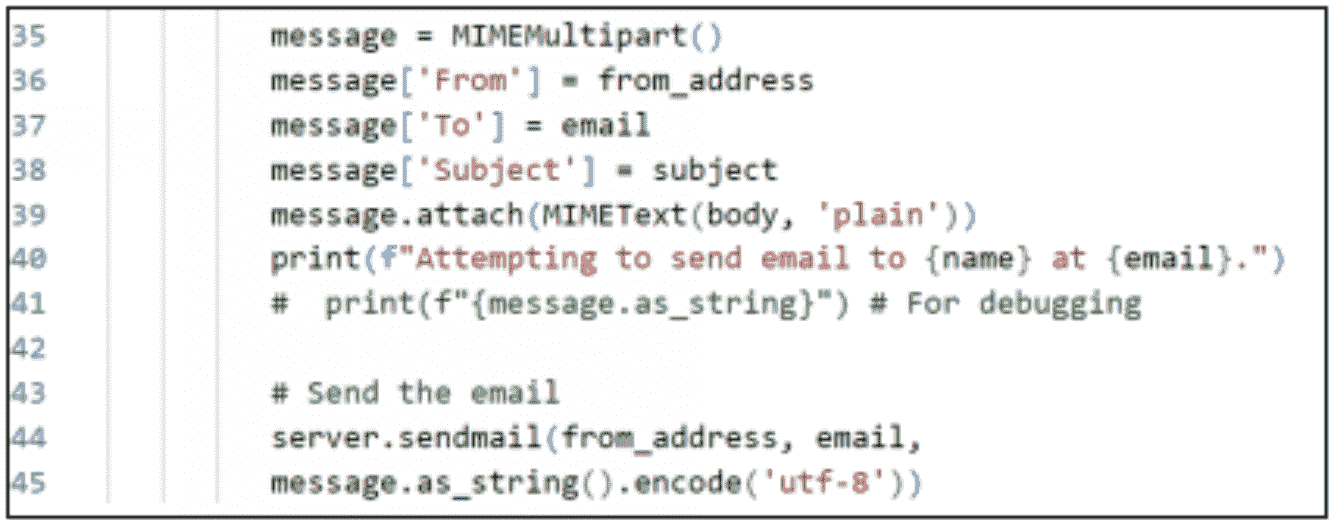 35 message = MIMEMultipart()
36 message['From'] = from_address
37 message['To'] = email
38 message['Subject'] = subject
39 message.attach(MIMEText(body, 'plain'))
40 print(f"Attempting to send email to {name} at {email}.")
41 #  print(f"{message.as_string}") # For debugging
42
43 # Send the email
44 server.sendmail(from_address, email,
45 message.as_string().encode('utf-8'))